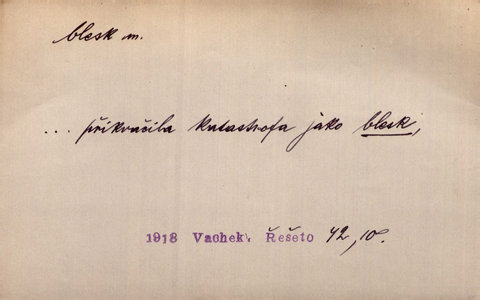 blesk m.
... přikvačila katastrofa jako blesk,
1918 Vachek, Řešeto 42, 10.